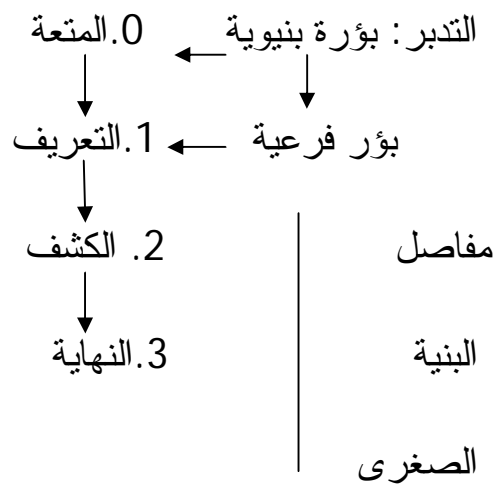 التدبر: بؤرة بنيوية 0.المتعة
بؤر فرعية 1.التعريف
مفاصل 2. الكشف
البنية 3.النهاية
الصغرى